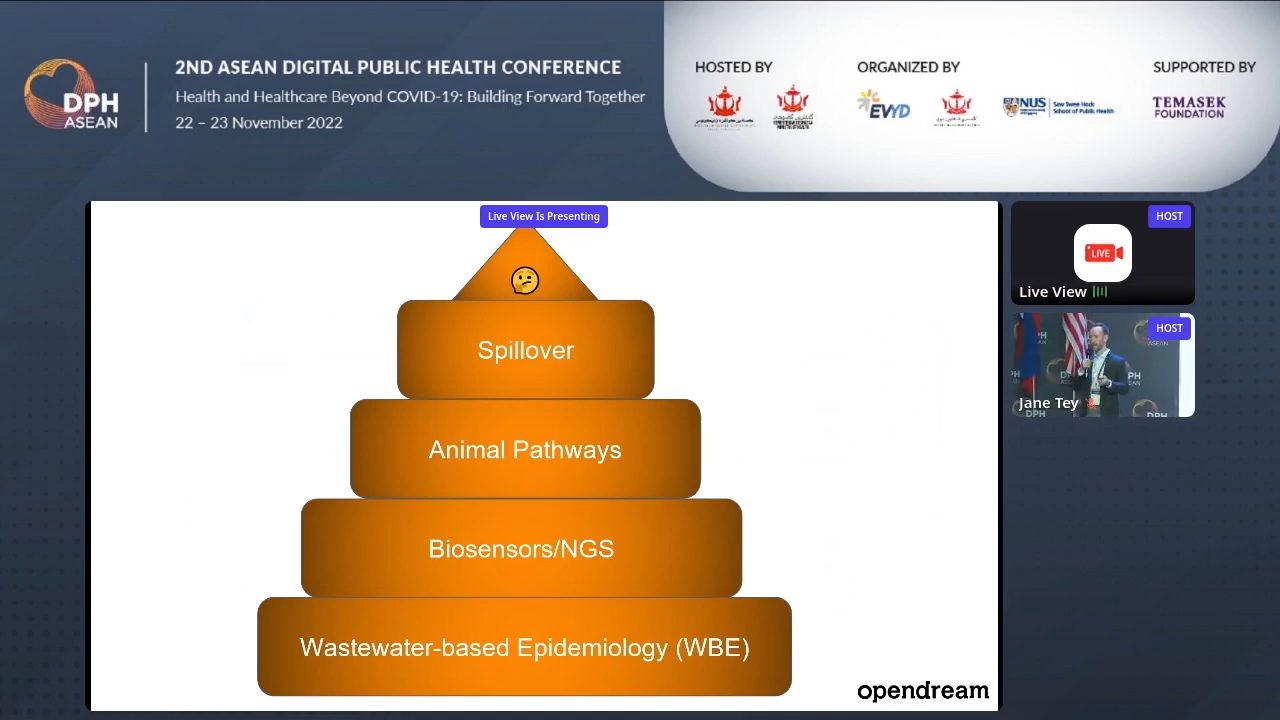 DPH
ASEAN
2ND ASEAN DIGITAL PUBLIC HEALTH CONFERENCE
Health and Healthcare Beyond COVID-19: Building Forward Together
22 – 23 November 2022
HOSTED BY
ORGANIZED BY
SUPPORTED BY
EVYD
NUS
Saw Swee Hock
School of Public Health
TEMASEK
FOUNDATION
Live View Is Presenting
Spillover
Animal Pathways
Biosensors/NGS
Wastewater-based Epidemiology (WBE)
opendream
HOST
LIVE
Live View
HOST
Jane Tey